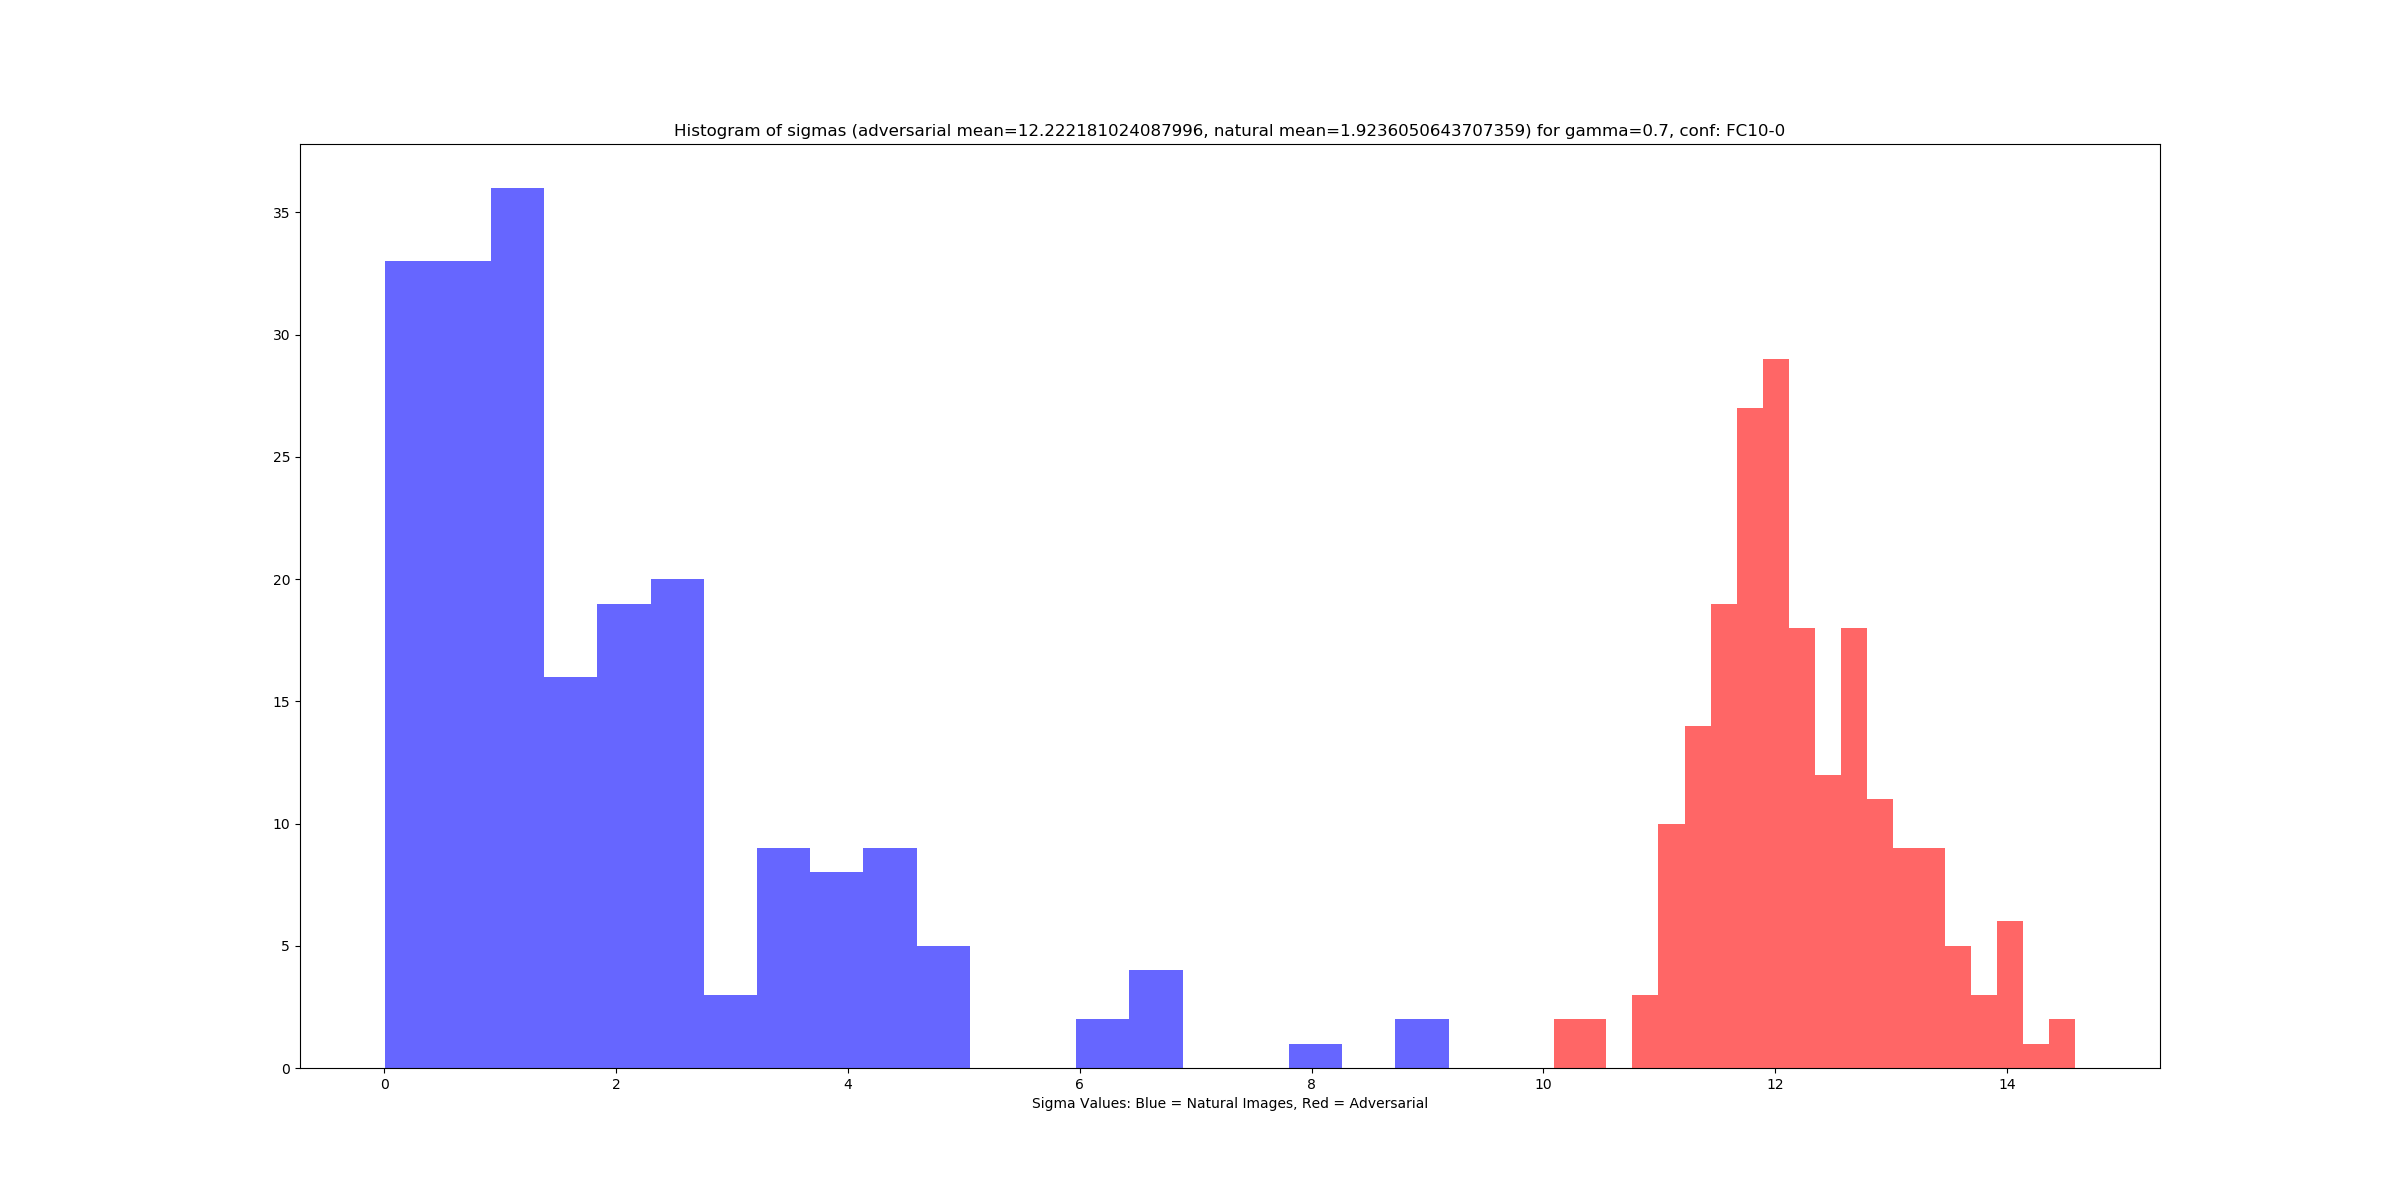 Histogram of sigmas (adversarial mean=12.222181024087996, natural mean=1.9236050643707359) for gamma=0.7, conf: FC10-0
35
30
25
20
15
10
5
0
0 2 4 6 8 10 12 14
Sigma Values: Blue = Natural Images, Red = Adversarial